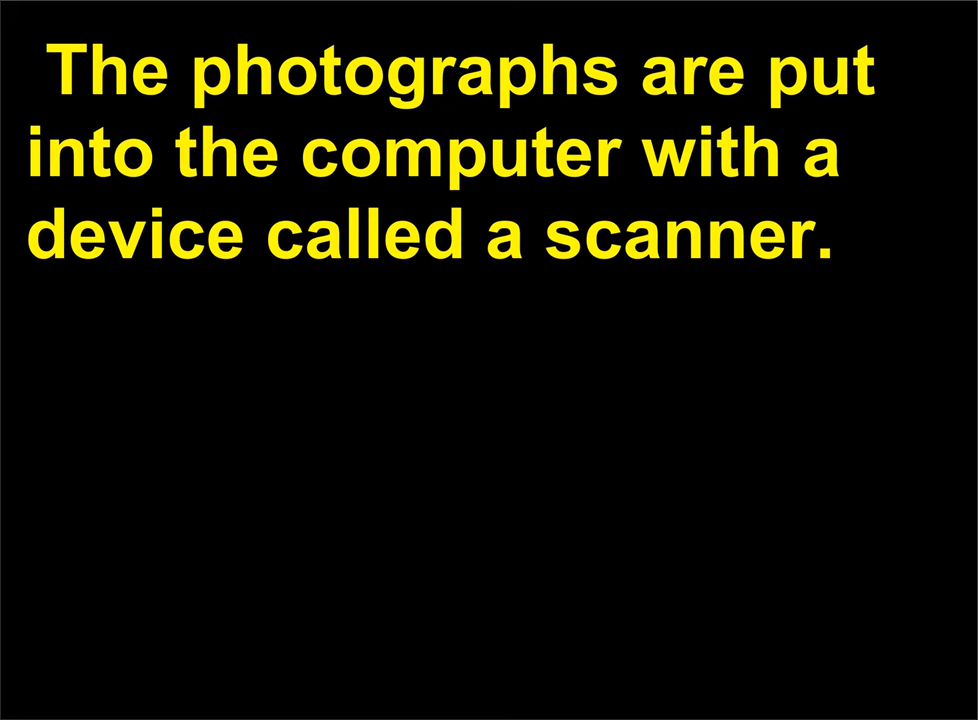 The photographs are put
into the computer with a
device called a scanner.